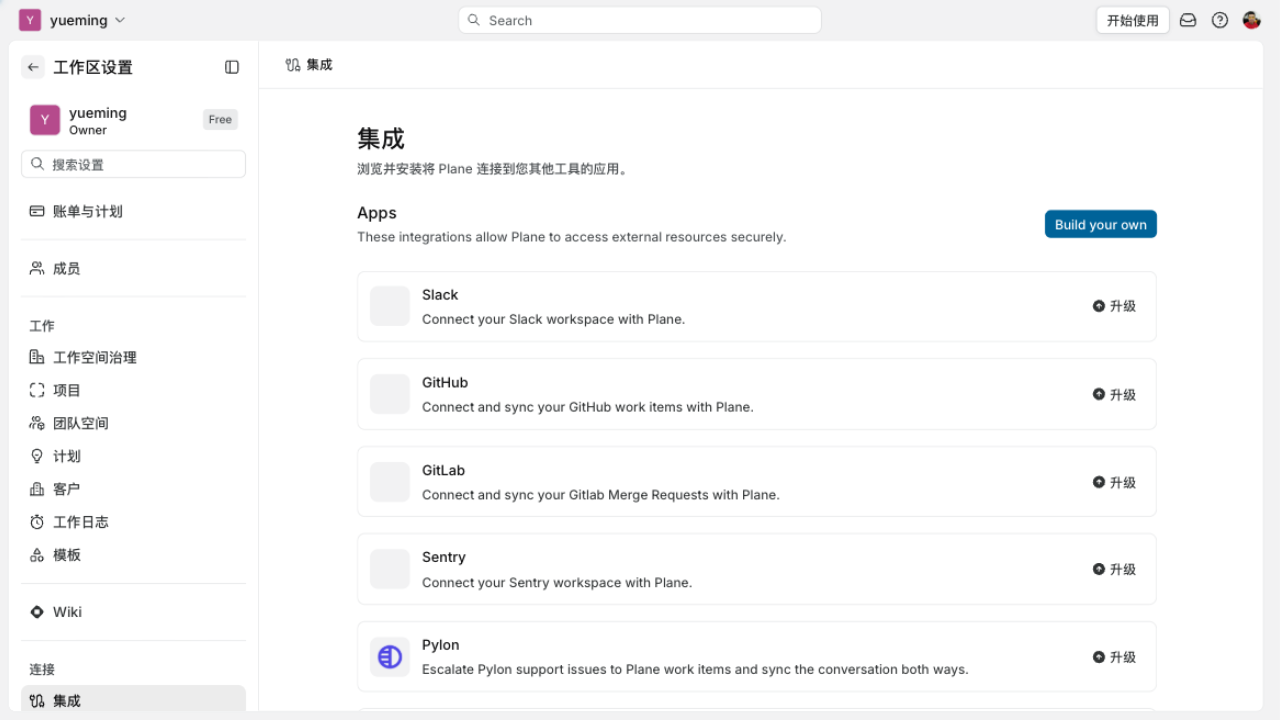 Y yueming
Search
开始使用
工作区设置
Y
yueming
Owner
Free
搜索设置
账单与计划
成员
工作
工作空间治理
项目
团队空间
计划
客户
工作日志
模板
Wiki
连接
集成
集成
集成
浏览并安装将 Plane 连接到您其他工具的应用。
Apps
These integrations allow Plane to access external resources securely.
Build your own
Slack
Connect your Slack workspace with Plane.
升级
GitHub
Connect and sync your GitHub work items with Plane.
升级
GitLab
Connect and sync your Gitlab Merge Requests with Plane.
升级
Sentry
Connect your Sentry workspace with Plane.
升级
Pylon
Escalate Pylon support issues to Plane work items and sync the conversation both ways.
升级